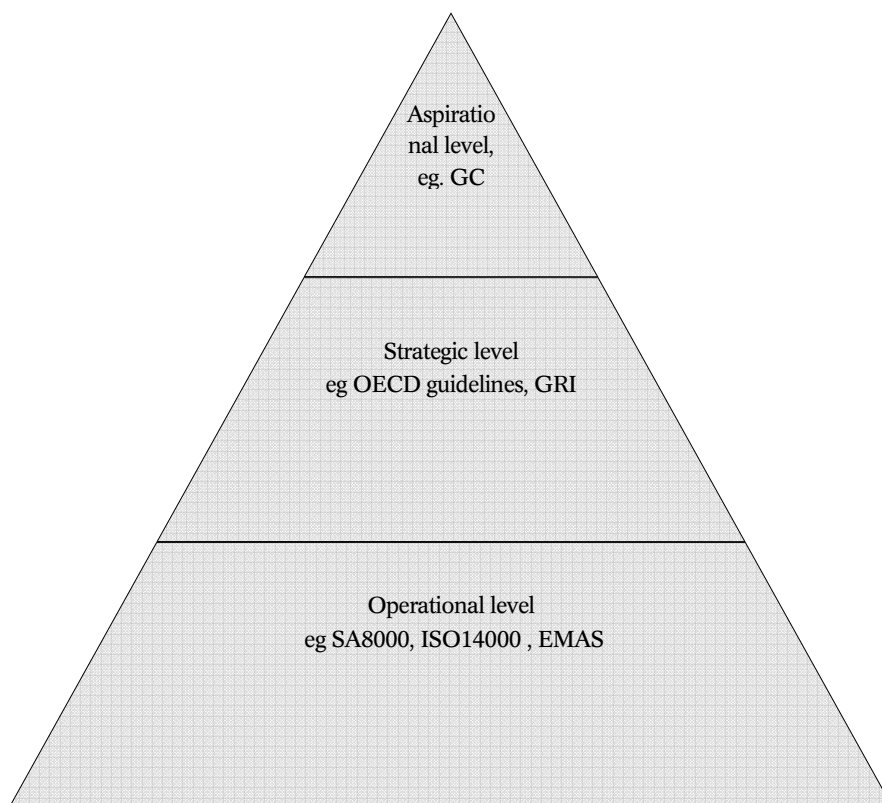 Aspiratio
nal level,
eg. GC
Strategic level
eg OECD guidelines, GRI
Operational level
eg SA8000, ISO14000 , EMAS